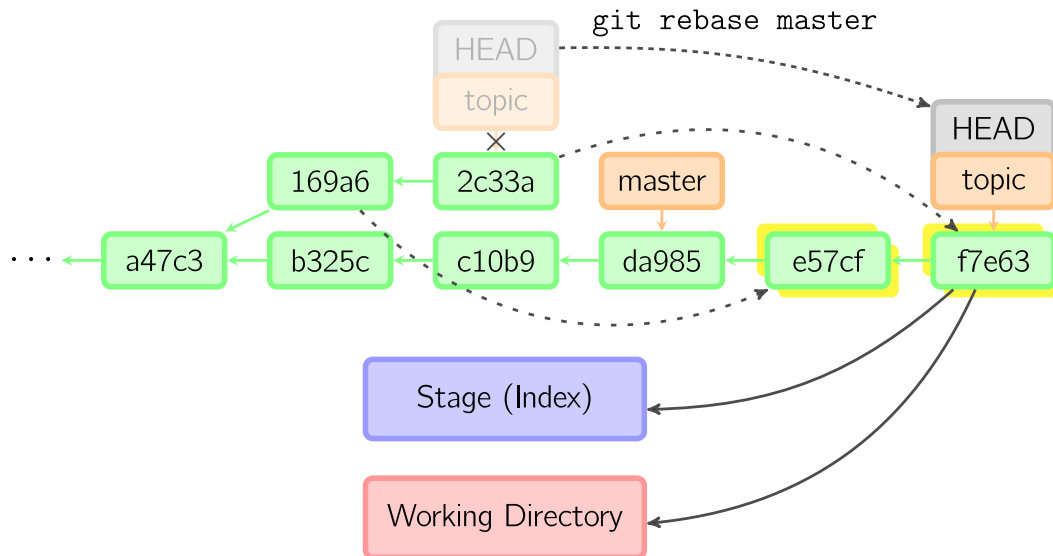 git rebase master
HEAD
topic
HEAD
topic
169a6
2c33a
master
... a47c3
b325c
c10b9
da985
e57cf
f7e63
Stage (Index)
Working Directory